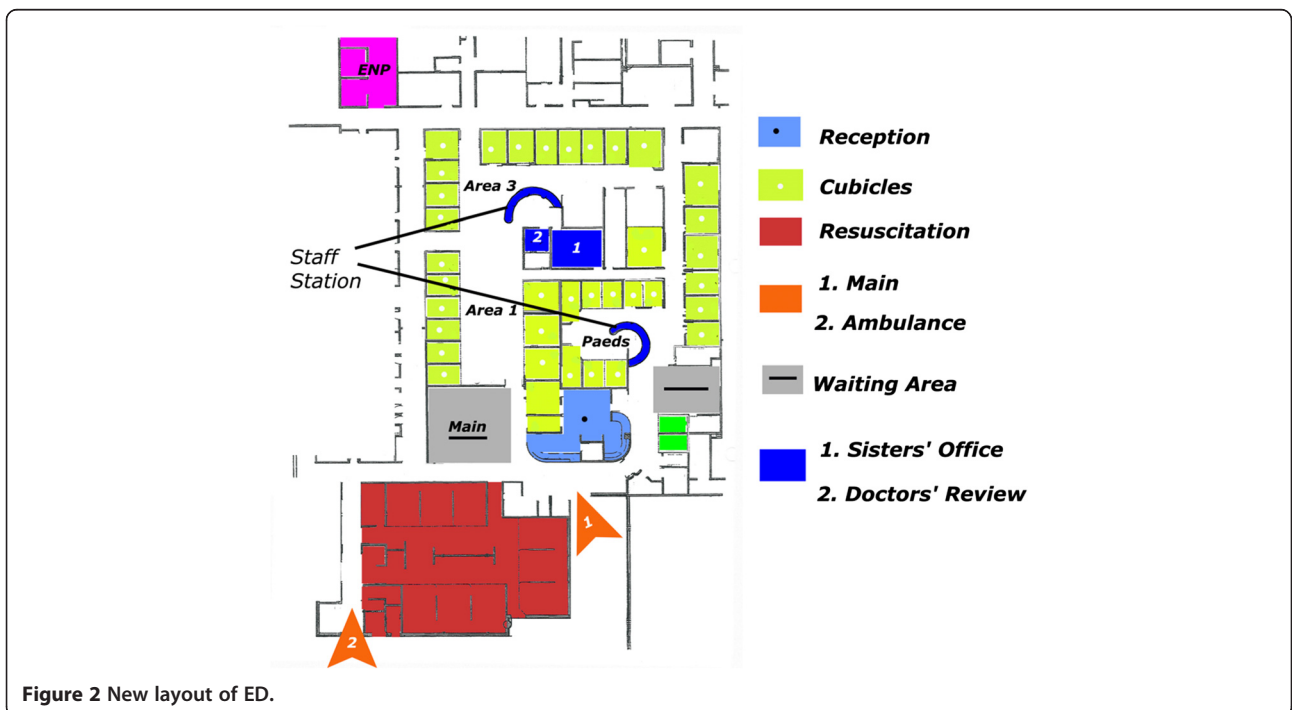 ENP
Area 3
2
1
Staff
Station
Area 1
Paeds
Main
1
2
Reception
Cubicles
Resuscitation
1. Main
2. Ambulance
Waiting Area
1. Sisters' Office
2. Doctors' Review
Figure 2 New layout of ED.